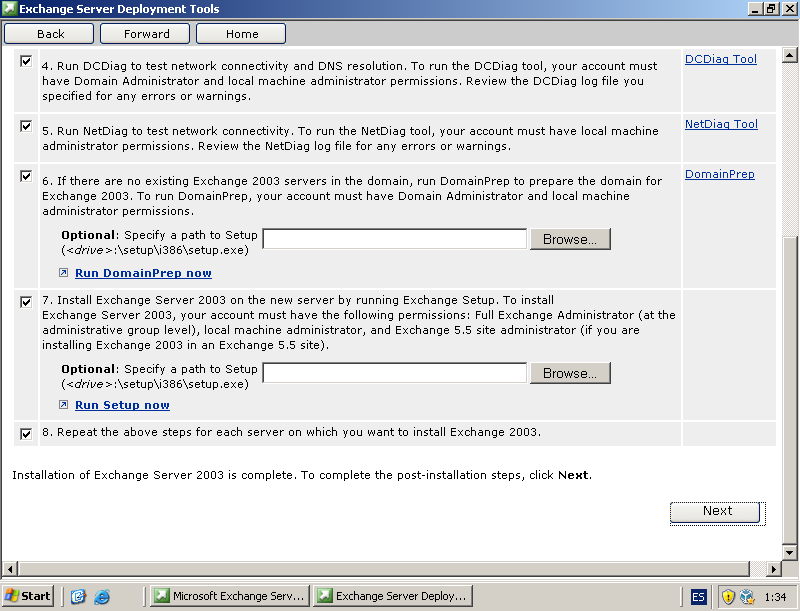 Exchange Server Deployment Tools
Back Forward Home
4. Run DCDiag to test network connectivity and DNS resolution. To run the DCDiag tool, your account must
have Domain Administrator and local machine administrator permissions. Review the DCDiag log file you
specified for any errors or warnings.
DCDiag Tool
5. Run NetDiag to test network connectivity. To run the NetDiag tool, your account must have local machine
administrator permissions. Review the NetDiag log file for any errors or warnings.
NetDiag Tool
6. If there are no existing Exchange 2003 servers in the domain, run DomainPrep to prepare the domain for
Exchange 2003. To run DomainPrep, your account must have Domain Administrator and local machine
administrator permissions.
DomainPrep
Optional: Specify a path to Setup
(<drive>:\setup\i386\setup.exe)
Browse...
Run DomainPrep now
7. Install Exchange Server 2003 on the new server by running Exchange Setup. To install
Exchange Server 2003, your account must have the following permissions: Full Exchange Administrator (at the
administrative group level), local machine administrator, and Exchange 5.5 site administrator (if you are
installing Exchange 2003 in an Exchange 5.5 site).
Optional: Specify a path to Setup
(<drive>:\setup\i386\setup.exe)
Browse...
Run Setup now
8. Repeat the above steps for each server on which you want to install Exchange 2003.
Installation of Exchange Server 2003 is complete. To complete the post-installation steps, click Next.
Next
Start Microsoft Exchange Serv... Exchange Server Deploy... ES 1:34